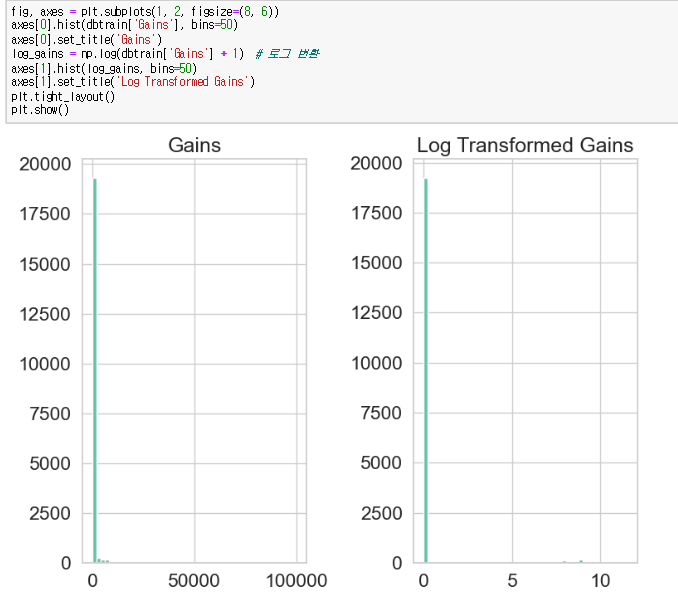 fig, axes = plt.subplots(1, 2, figsize=(8, 6))
axes[0].hist(dbtrain['Gains'], bins=50)
axes[0].set_title('Gains')
log_gains = np.log(dbtrain['Gains'] + 1)  # 로그 변환
axes[1].hist(log_gains, bins=50)
axes[1].set_title('Log Transformed Gains')
plt.tight_layout()
plt.show()
Gains
20000
17500
15000
12500
10000
7500
5000
2500
0
0 50000 100000
Log Transformed Gains
20000
17500
15000
12500
10000
7500
5000
2500
0
0 5 10